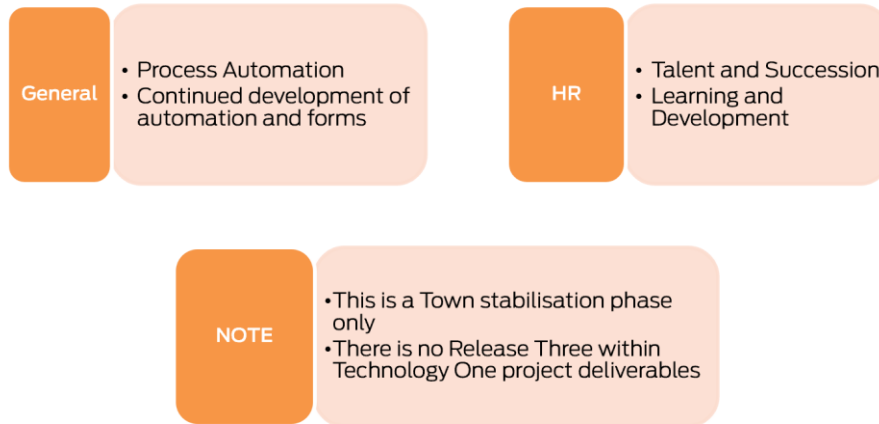 General
• Process Automation
• Continued development of
automation and forms
HR
• Talent and Succession
• Learning and
Development
NOTE
•This is a Town stabilisation phase
only
•There is no Release Three within
Technology One project deliverables